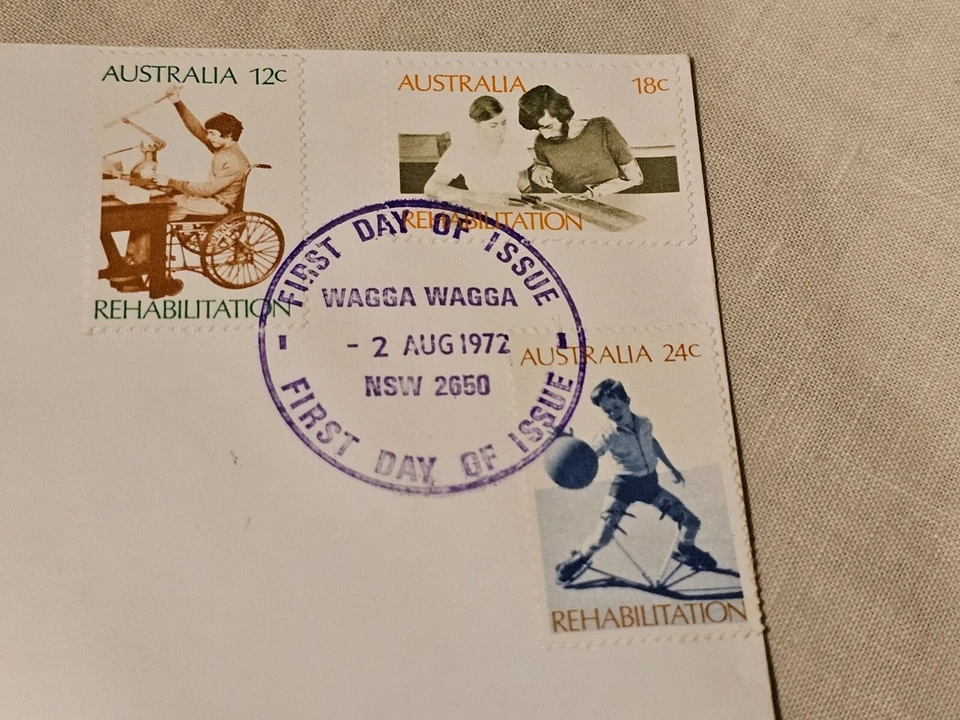 AUSTRALIA 12c
REHABILITATION
AUSTRALIA 18c
REHABILITATION
FIRST DAY OF ISSUE
WAGGA WAGGA
- 2 AUG 1972
NSW 2650
FIRST DAY OF ISSUE
AUSTRALIA 24c
REHABILITATION